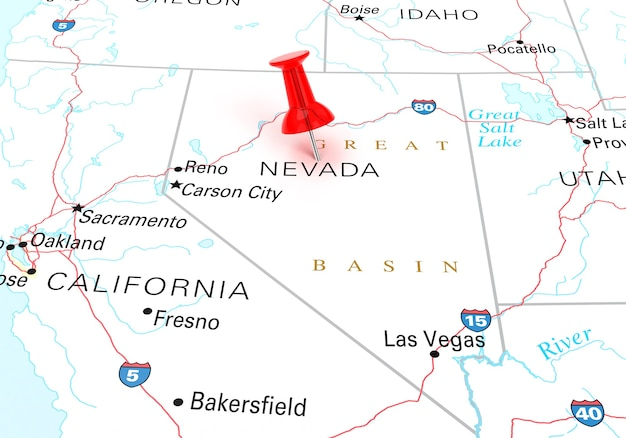 OREGON
5
Boise
IDAHO
Pocatello
80
Great
Salt
Lake
Salt La
Prov
UTAH
GREAT
NEVADA
Reno
Carson City
Sacramento
Oakland
ose
CALIFORNIA
BASIN
Fresno
15
Las Vegas
River
5
Bakersfield
40